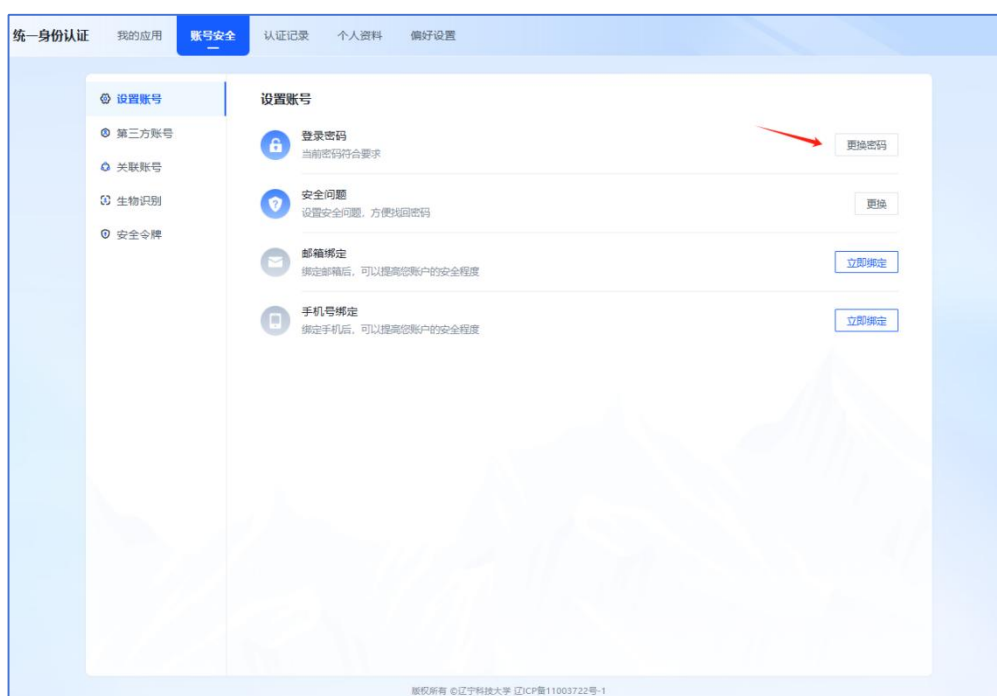 统一身份认证 我的应用 账号安全 认证记录 个人资料 偏好设置
设置账号
第三方账号
关联账号
生物识别
安全令牌
设置账号
登录密码
当前密码符合要求
更换密码
安全问题
设置安全问题，方便找回密码
更换
邮箱绑定
绑定邮箱后，可以提高您账户的安全程度
立即绑定
手机号绑定
绑定手机后，可以提高您账户的安全程度
立即绑定
版权所有 ©辽宁科技大学 辽ICP备11003722号-1